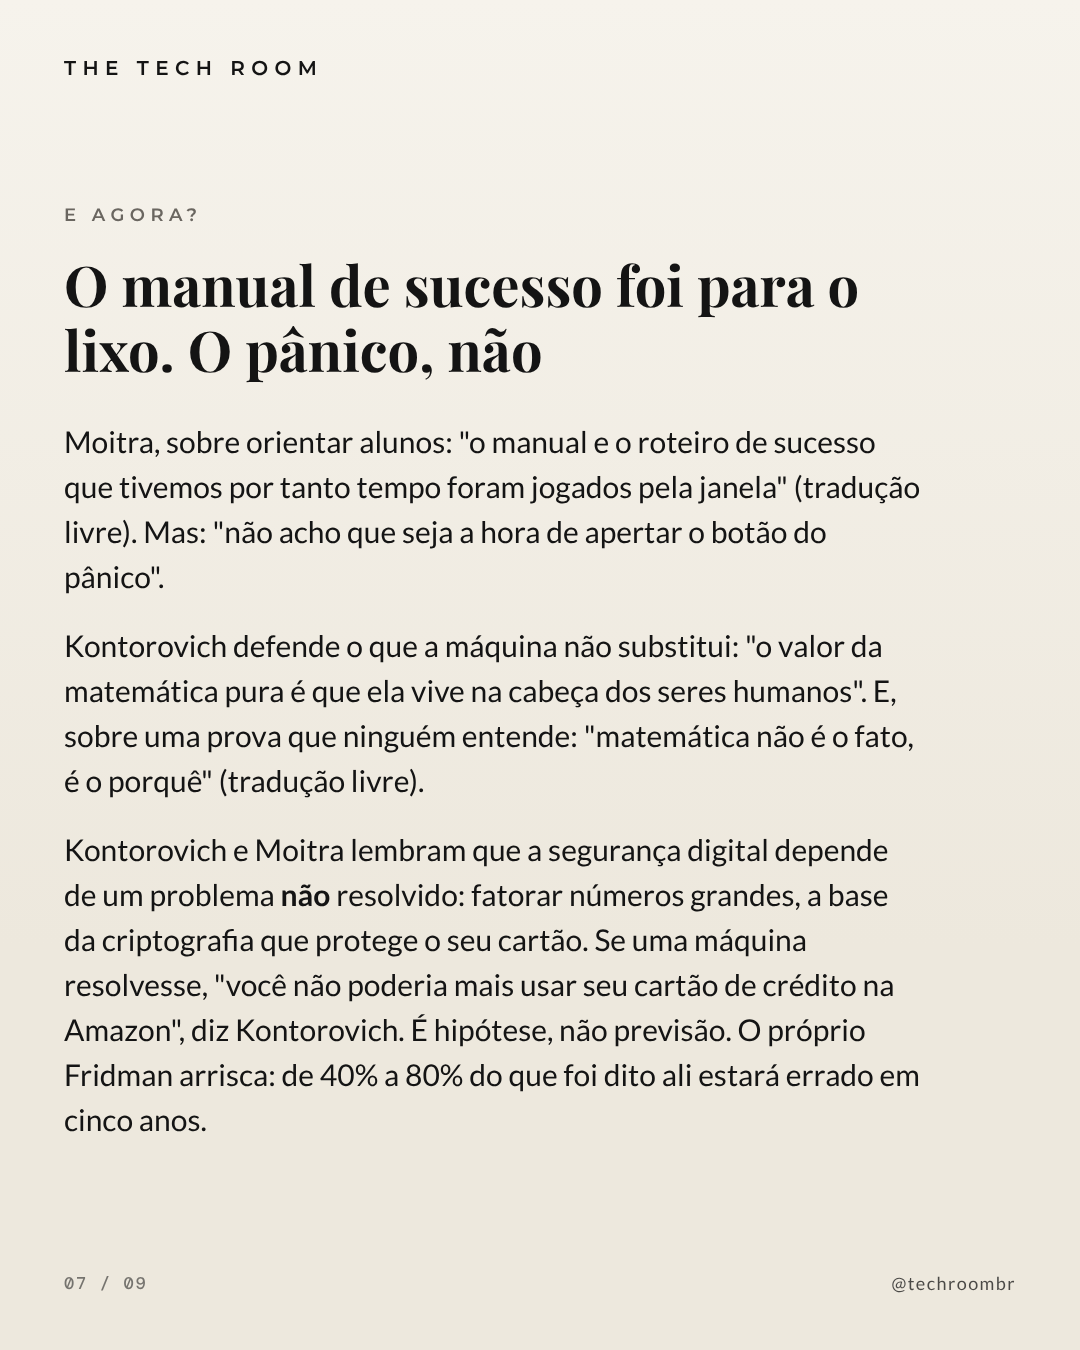 THE TECH ROOM
E AGORA?
O manual de sucesso foi para o
lixo. O pânico, não
Moitra, sobre orientar alunos: "o manual e o roteiro de sucesso
que tivemos por tanto tempo foram jogados pela janela" (tradução
livre). Mas: "não acho que seja a hora de apertar o botão do
pânico".
Kontorovich defende o que a máquina não substitui: "o valor da
matemática pura é que ela vive na cabeça dos seres humanos". E,
sobre uma prova que ninguém entende: "matemática não é o fato,
é o porquê" (tradução livre).
Kontorovich e Moitra lembram que a segurança digital depende
de um problema não resolvido: fatorar números grandes, a base
da criptografia que protege o seu cartão. Se uma máquina
resolvesse, "você não poderia mais usar seu cartão de crédito na
Amazon", diz Kontorovich. É hipótese, não previsão. O próprio
Fridman arrisca: de 40% a 80% do que foi dito ali estará errado em
cinco anos.
07 / 09
@techroombr